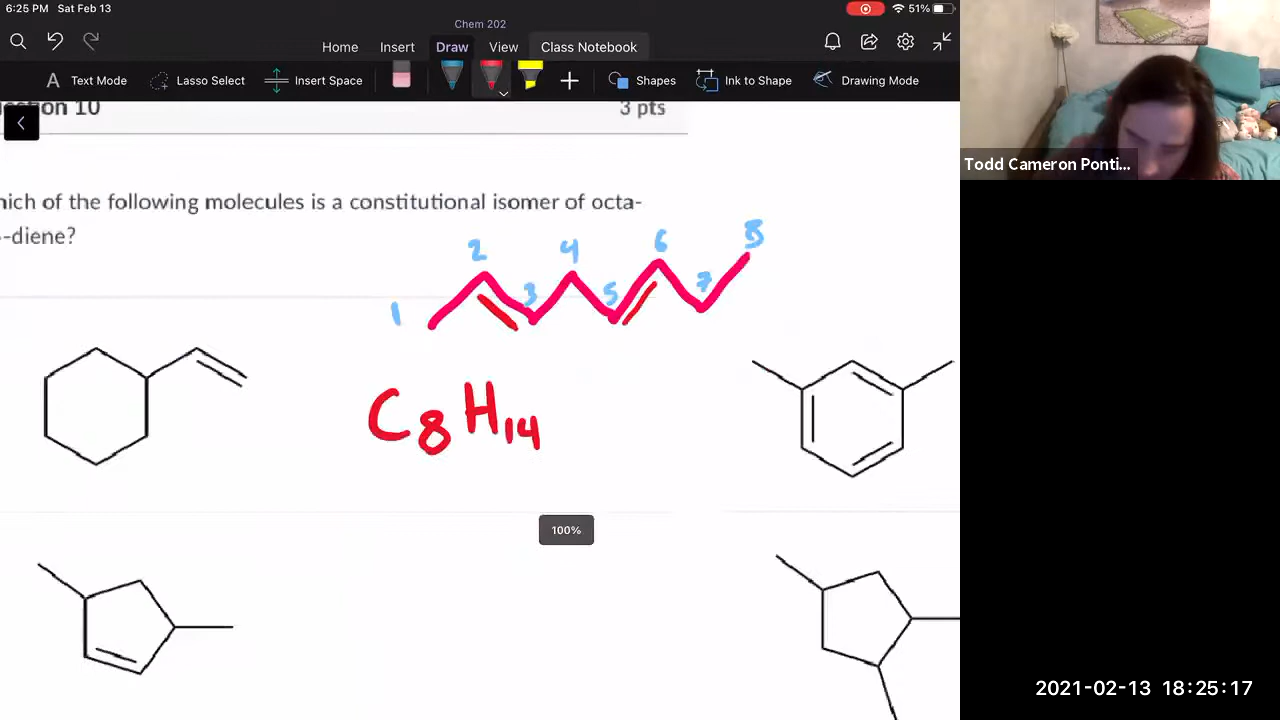 6:25 PM Sat Feb 13
51%
Chem 202
Home Insert Draw View Class Notebook
A Text Mode Lasso Select Insert Space Shapes Ink to Shape Drawing Mode
10
3 pts
of the following molecules is a constitutional isomer of octa-
-diene?
1 2 3 4 5 6 7 8
C8H14
100%
Todd Cameron Ponti...
2021-02-13 18:25:17